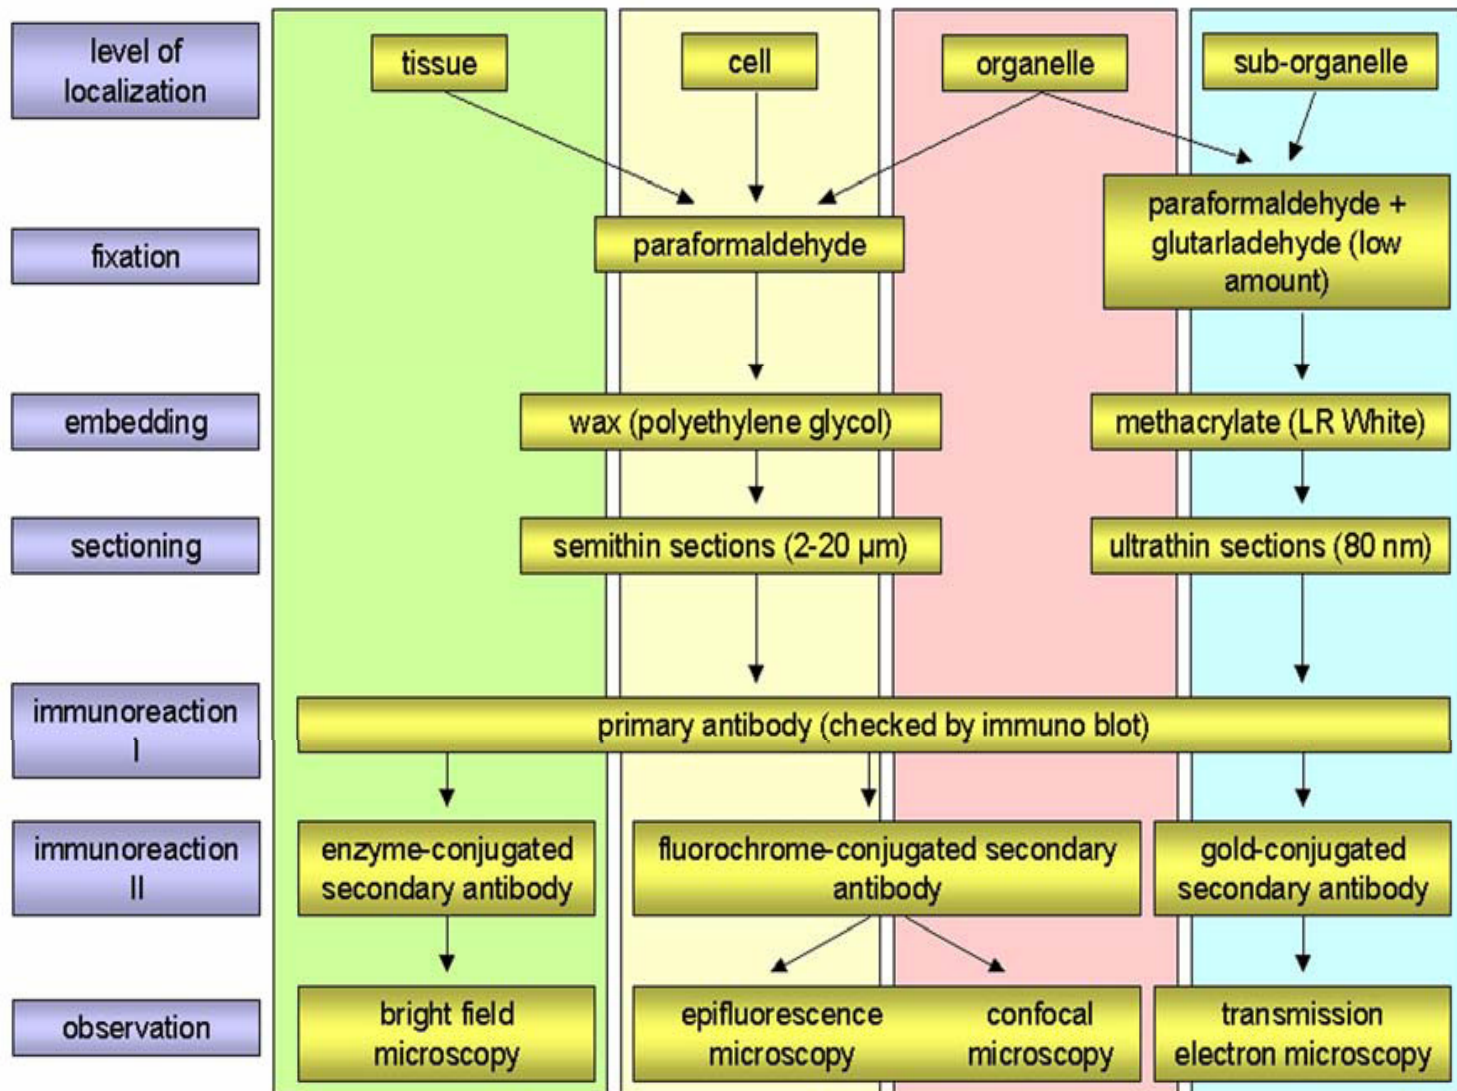 level of
localization
tissue
cell
organelle
sub-organelle
fixation
paraformaldehyde
paraformaldehyde +
glutarladehyde (low
amount)
embedding
wax (polyethylene glycol)
methacrylate (LR White)
sectioning
semithin sections (2-20 µm)
ultrathin sections (80 nm)
immunoreaction
I
primary antibody (checked by immuno blot)
immunoreaction
II
enzyme-conjugated
secondary antibody
fluorochrome-conjugated secondary
antibody
gold-conjugated
secondary antibody
observation
bright field
microscopy
epifluorescence
microscopy
confocal
microscopy
transmission
electron microscopy